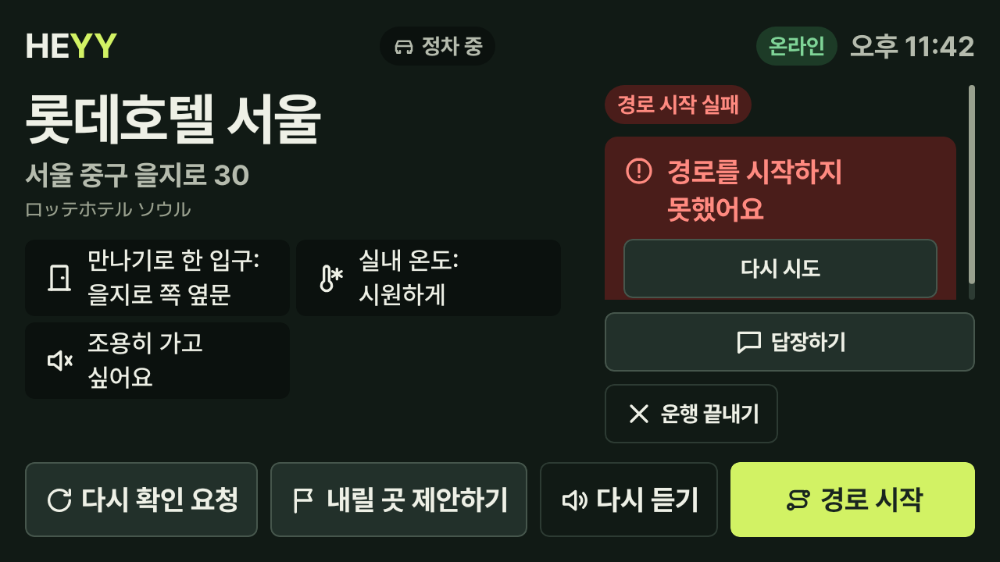 HEYY
정차 중
온라인
오후 11:42
롯데호텔 서울
서울 중구 을지로 30
ロッテホテル ソウル
만나기로 한 입구:
을지로 쪽 옆문
실내 온도:
시원하게
조용히 가고
싶어요
경로 시작 실패
경로를 시작하지
못했어요
다시 시도
답장하기
운행 끝내기
다시 확인 요청
내릴 곳 제안하기
다시 듣기
경로 시작